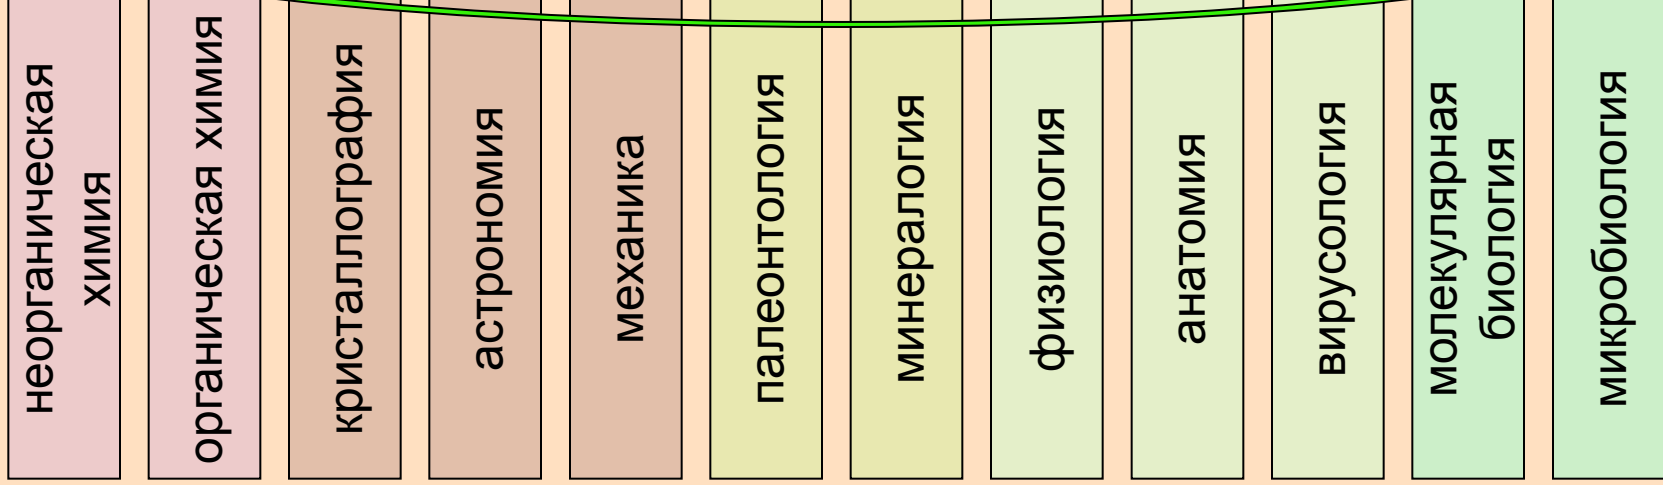 неорганическая
химия
органическая химия
кристаллография
астрономия
механика
палеонтология
минералогия
физиология
анатомия
вирусология
молекулярная
биология
микробиология